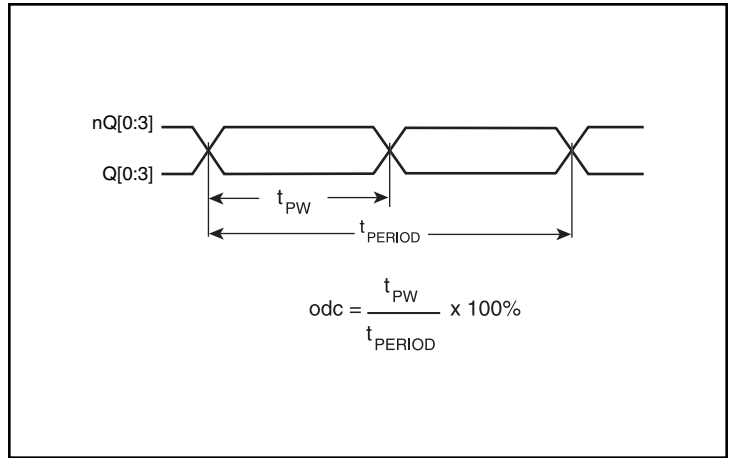 nQ[0:3]
Q[0:3]
tPW
tPERIOD
odc = tPW / tPERIOD x 100%